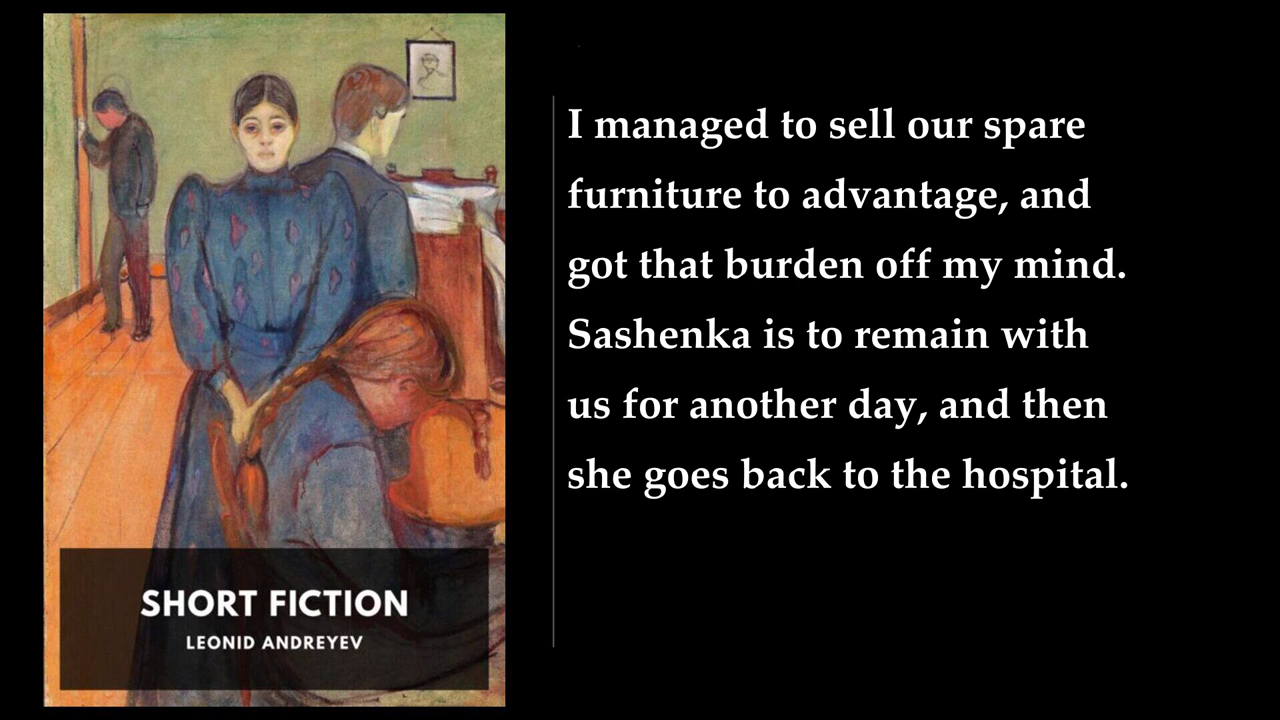 I managed to sell our spare
furniture to advantage, and
got that burden off my mind.
Sashenka is to remain with
us for another day, and then
she goes back to the hospital.
SHORT FICTION
LEONID ANDREYEV